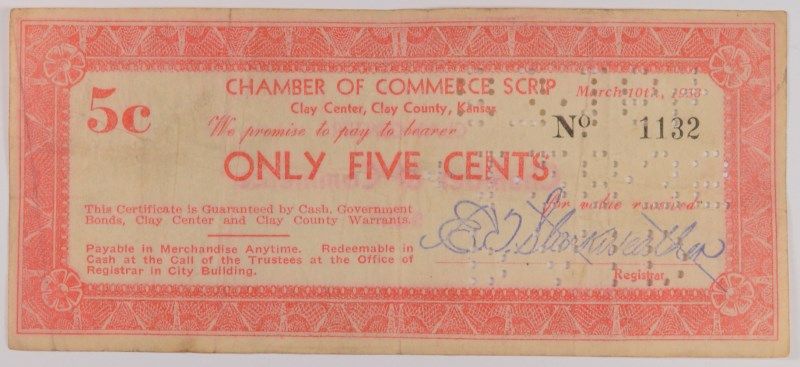 CHAMBER OF COMMERCE SCRIP
March 10th, 1933
5c
Clay Center, Clay County, Kansas
We promise to pay to bearer
No. 1132
ONLY FIVE CENTS
"for value received"
This Certificate is Guaranteed by Cash, Government
Bonds, Clay Center and Clay County Warrants.
Payable in Merchandise Anytime. Redeemable in
Cash at the Call of the Trustees at the Office of
Registrar in City Building.
Registrar.